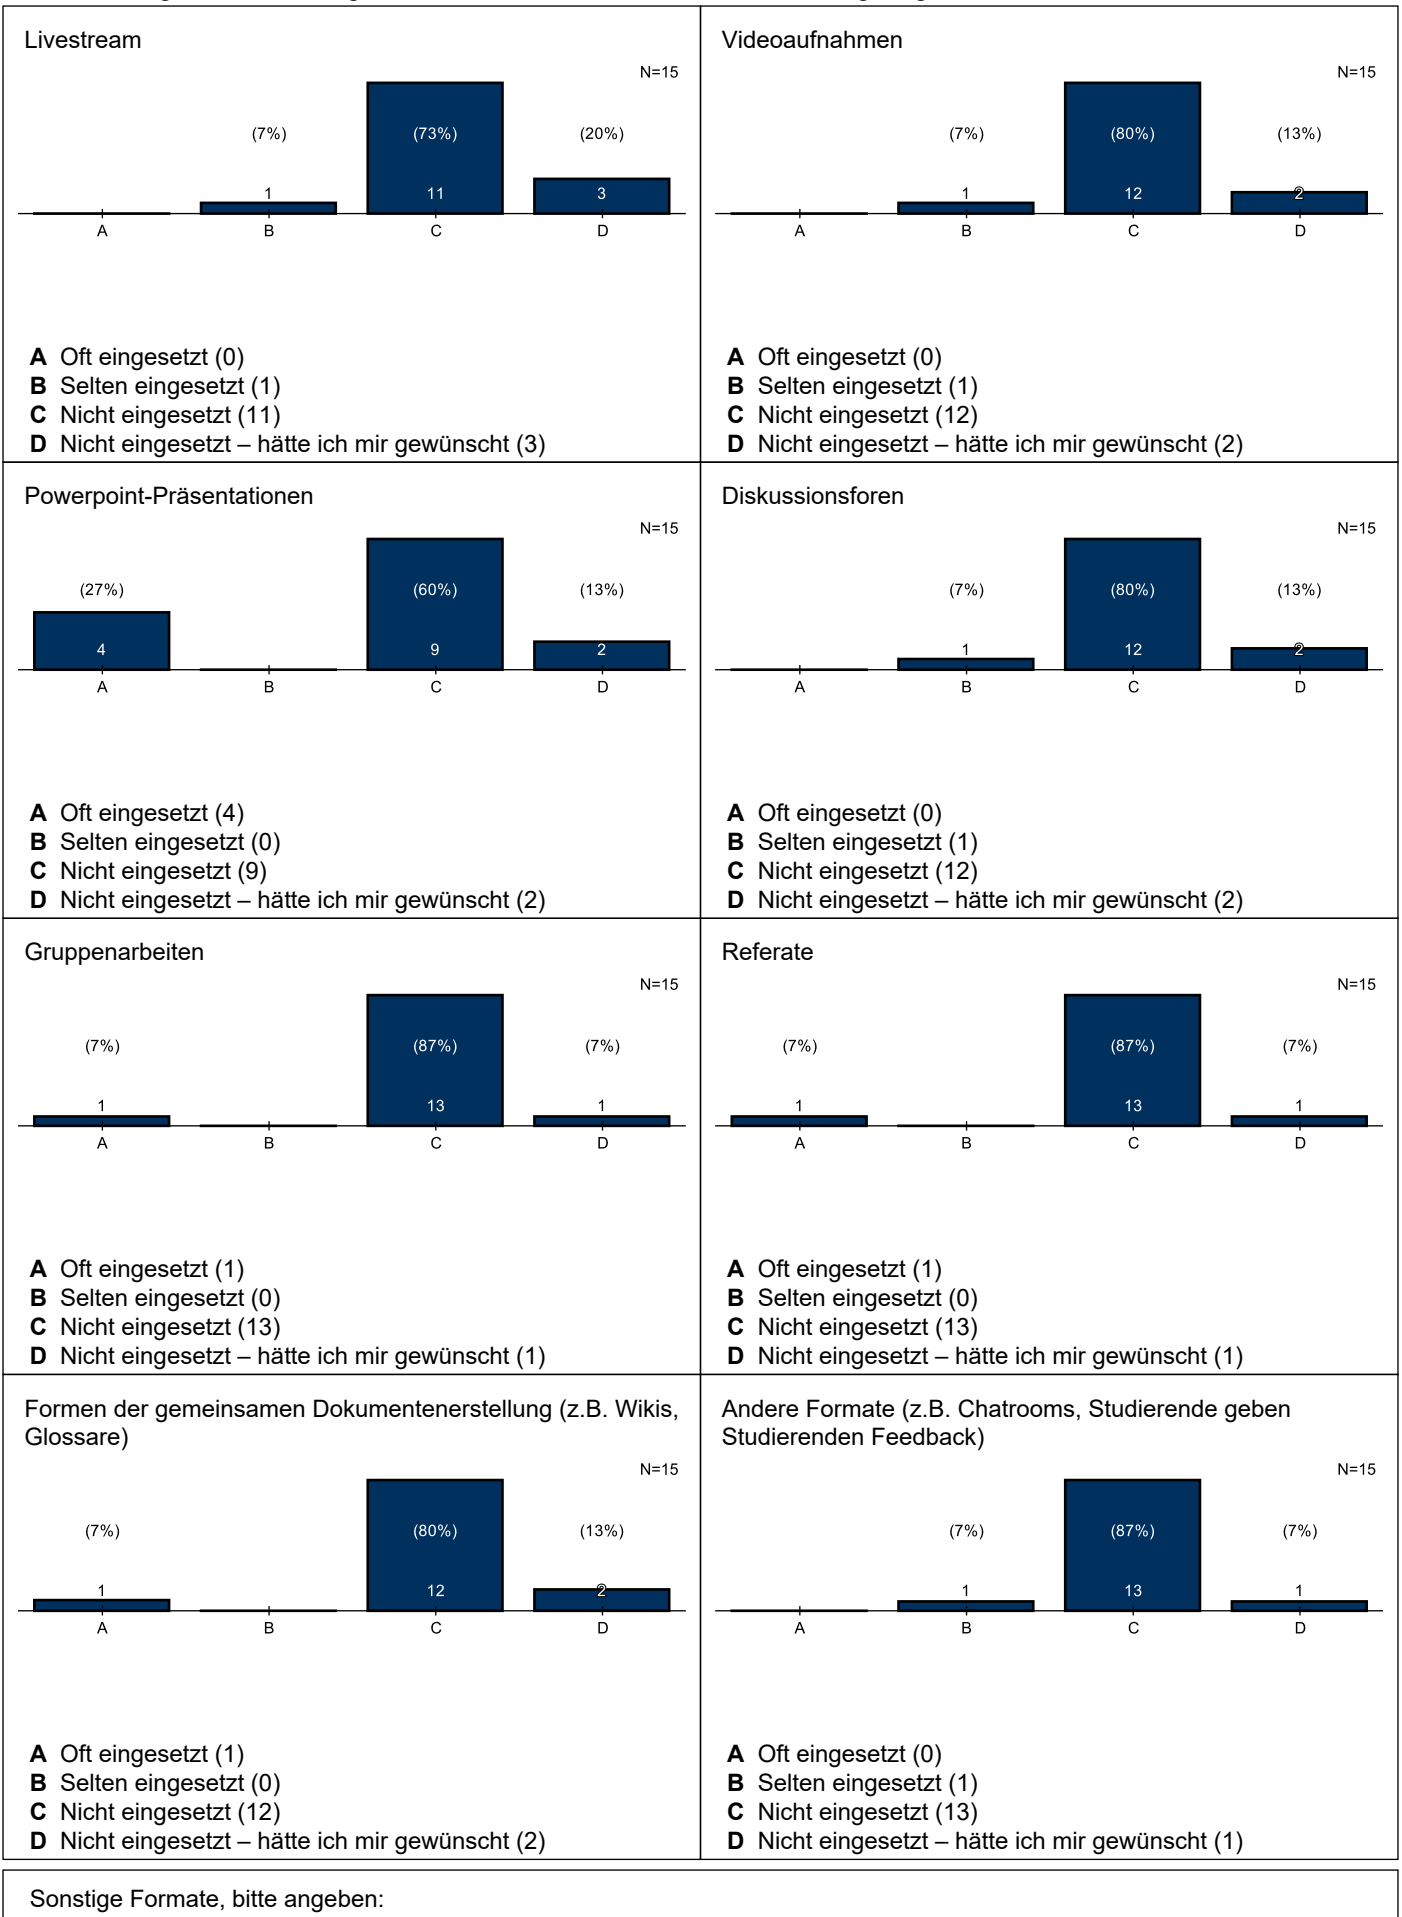 Livestream
N=15
(7%) (73%) (20%)
1 11 3
A B C D
A Oft eingesetzt (0)
B Selten eingesetzt (1)
C Nicht eingesetzt (11)
D Nicht eingesetzt – hätte ich mir gewünscht (3)
Videoaufnahmen
N=15
(7%) (80%) (13%)
1 12 2
A B C D
A Oft eingesetzt (0)
B Selten eingesetzt (1)
C Nicht eingesetzt (12)
D Nicht eingesetzt – hätte ich mir gewünscht (2)
Powerpoint-Präsentationen
N=15
(27%) (60%) (13%)
4 9 2
A B C D
A Oft eingesetzt (4)
B Selten eingesetzt (0)
C Nicht eingesetzt (9)
D Nicht eingesetzt – hätte ich mir gewünscht (2)
Diskussionsforen
N=15
(7%) (80%) (13%)
1 12 2
A B C D
A Oft eingesetzt (0)
B Selten eingesetzt (1)
C Nicht eingesetzt (12)
D Nicht eingesetzt – hätte ich mir gewünscht (2)
Gruppenarbeiten
N=15
(7%) (87%) (7%)
1 13 1
A B C D
A Oft eingesetzt (1)
B Selten eingesetzt (0)
C Nicht eingesetzt (13)
D Nicht eingesetzt – hätte ich mir gewünscht (1)
Referate
N=15
(7%) (87%) (7%)
1 13 1
A B C D
A Oft eingesetzt (1)
B Selten eingesetzt (0)
C Nicht eingesetzt (13)
D Nicht eingesetzt – hätte ich mir gewünscht (1)
Formen der gemeinsamen Dokumentenerstellung (z.B. Wikis,
Glossare)
N=15
(7%) (80%) (13%)
1 12 2
A B C D
A Oft eingesetzt (1)
B Selten eingesetzt (0)
C Nicht eingesetzt (12)
D Nicht eingesetzt – hätte ich mir gewünscht (2)
Andere Formate (z.B. Chatrooms, Studierende geben
Studierenden Feedback)
N=15
(7%) (87%) (7%)
1 13 1
A B C D
A Oft eingesetzt (0)
B Selten eingesetzt (1)
C Nicht eingesetzt (13)
D Nicht eingesetzt – hätte ich mir gewünscht (1)
Sonstige Formate, bitte angeben: